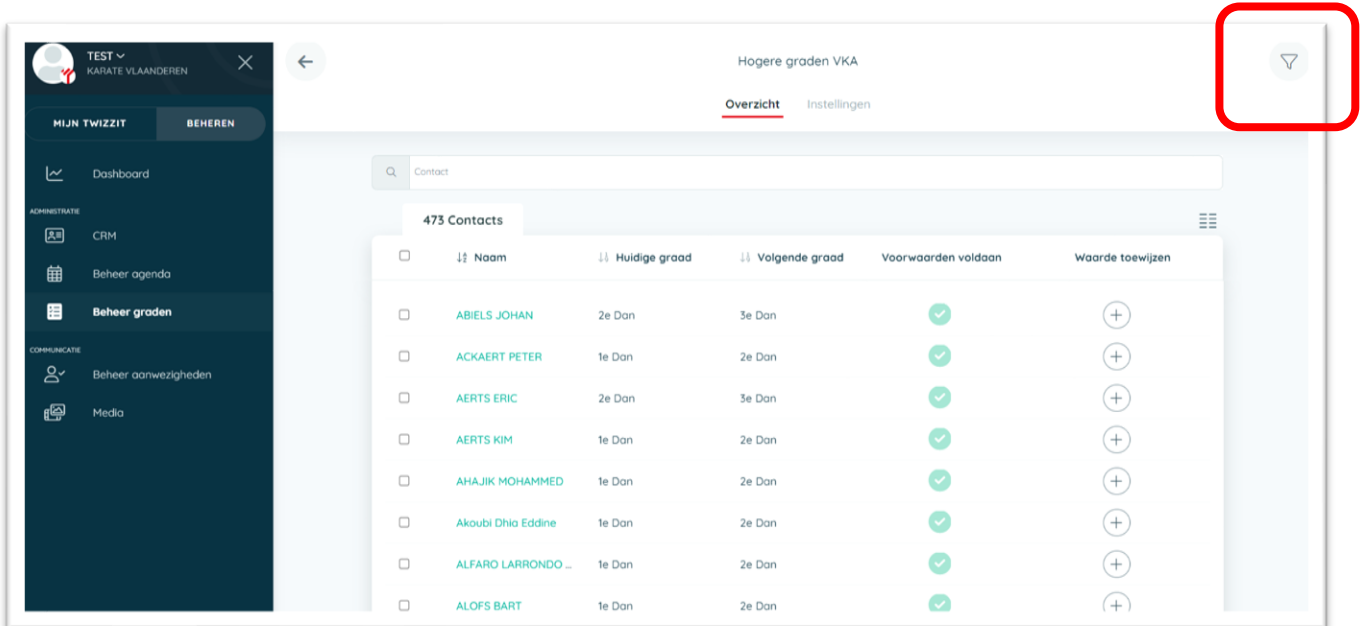 TEST
KARATE VLAANDEREN
MIJN TWIZZIT BEHEREN
Dashboard
ADMINISTRATIE
CRM
Beheer agenda
Beheer graden
COMMUNICATIE
Beheer aanwezigheden
Media
Hogere graden VKA
Overzicht Instellingen
Contact
473 Contacts
Naam Huidige graad Volgende graad Voorwaarden voldaan Waarde toewijzen
ABIELS JOHAN 2e Dan 3e Dan
ACKAERT PETER 1e Dan 2e Dan
AERTS ERIC 2e Dan 3e Dan
AERTS KIM 1e Dan 2e Dan
AHAJIK MOHAMMED 1e Dan 2e Dan
Akoubi Dhia Eddine 1e Dan 2e Dan
ALFARO LARRONDO ... 1e Dan 2e Dan
ALOFS BART 1e Dan 2e Dan